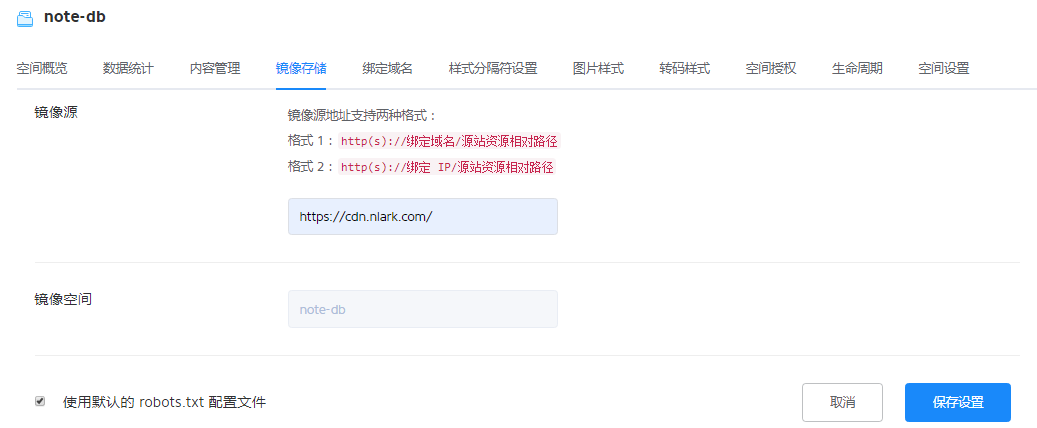 note-db
空间概览 数据统计 内容管理 镜像存储 绑定域名 样式分隔符设置 图片样式 转码样式 空间授权 生命周期 空间设置
镜像源
镜像源地址支持两种格式：
格式 1：http(s)://绑定域名/源站资源相对路径
格式 2：http(s)://绑定 IP/源站资源相对路径
https://cdn.nlark.com/
镜像空间
note-db
使用默认的 robots.txt 配置文件
取消
保存设置